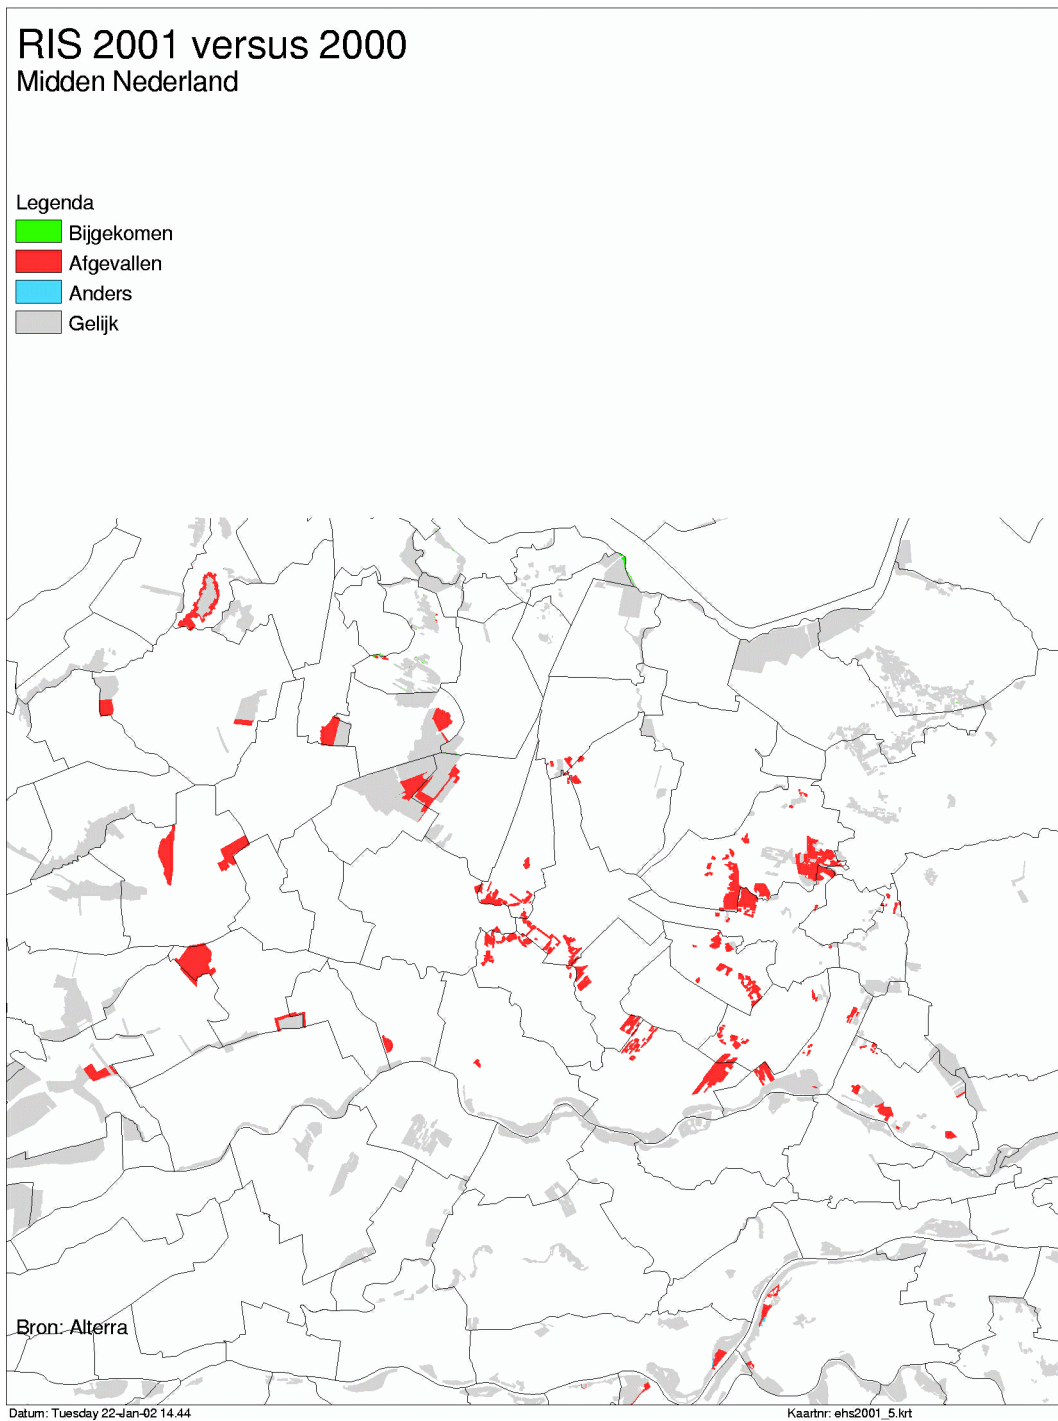 RIS 2001 versus 2000
Midden Nederland
Legenda
Bijgekomen
Afgevallen
Anders
Gelijk
Bron: Alterra
Datum: Tuesday 22-Jan-02 14.44
Kaartnr: ehs2001_5.krt